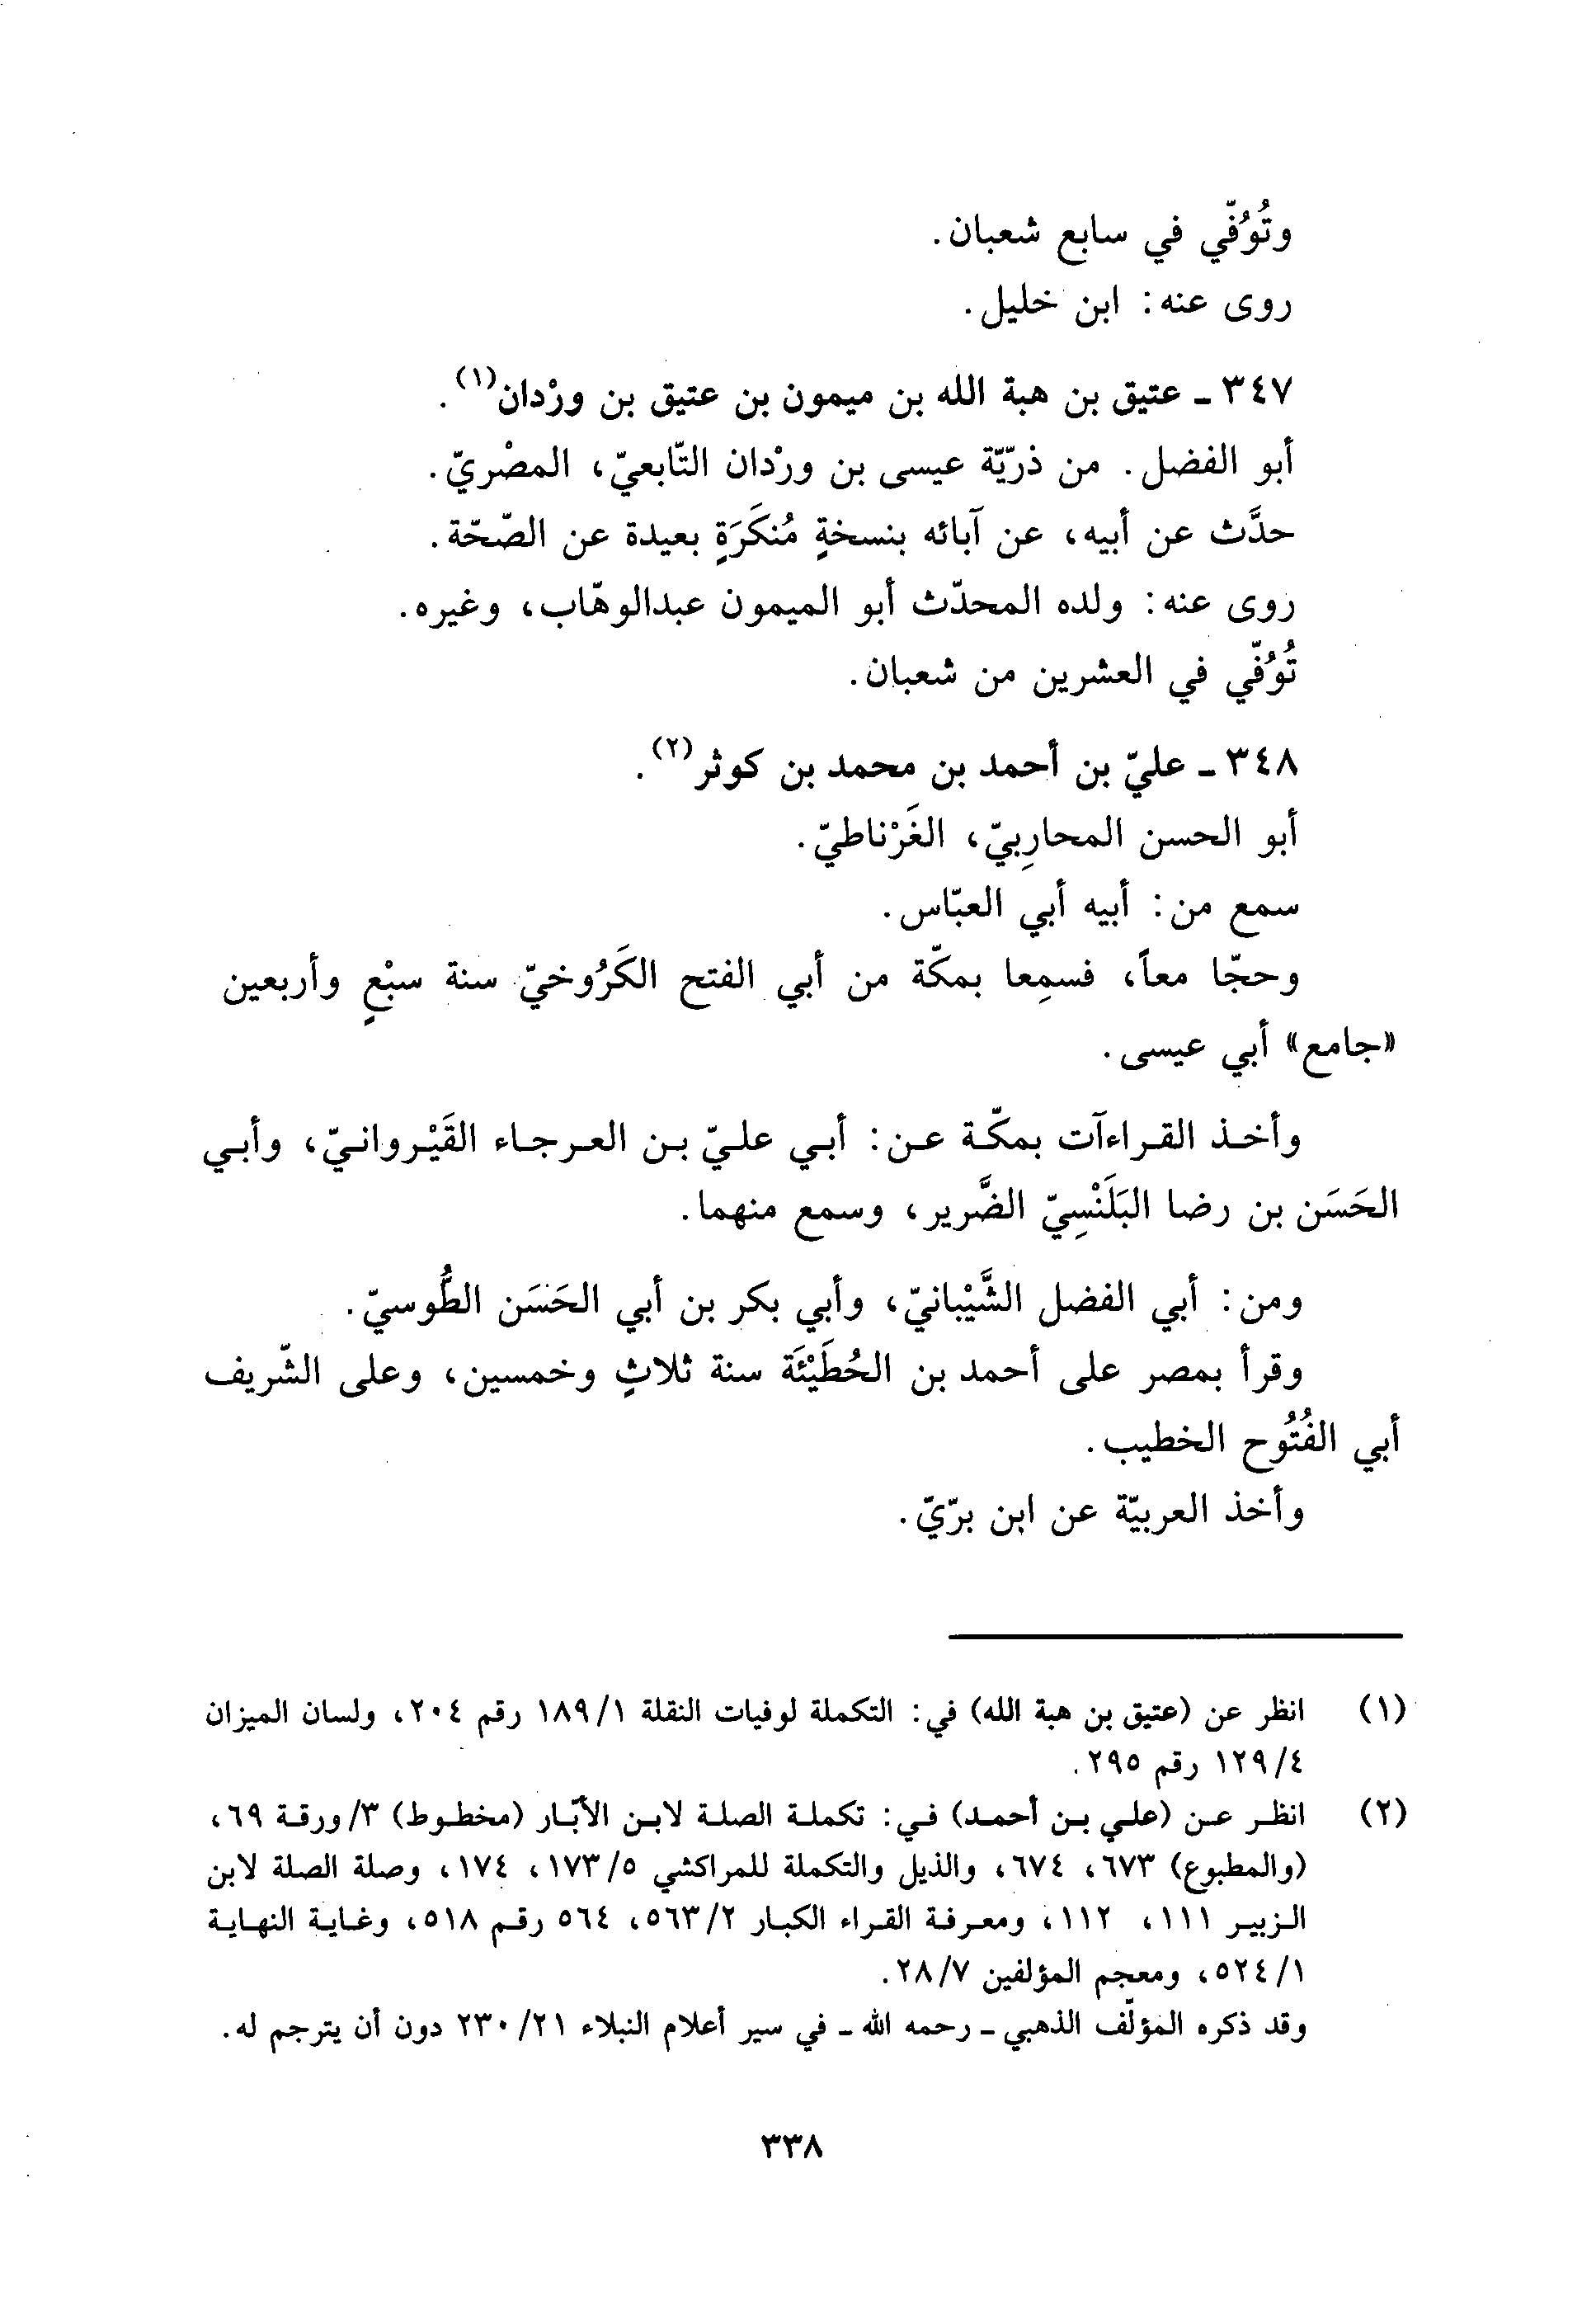 وتُوُفّي في سابع شعبان.
روى عنه: ابن خليل.
٣٤٧ ـ عتيق بن هبة الله بن ميمون بن عتيق بن ورْدان(١).
أبو الفضل. من ذرّيّة عيسى بن ورْدان التّابعيّ، المصْريّ.
حدَّث عن أبيه، عن آبائه بنسخةٍ مُنكَرَةٍ بعيدة عن الصّحّة.
روى عنه: ولده المحدّث أبو الميمون عبدالوهّاب، وغيره.
تُوُفّي في العشرين من شعبان.
٣٤٨ ـ عليّ بن أحمد بن محمد بن كوثر(٢).
أبو الحسن المحاربِيّ، الغَرْناطيّ.
سمع من: أبيه أبي العبّاس.
وحجّا معاً، فسمِعا بمكّة من أبي الفتح الكَرُوخيّ سنة سبْعٍ وأربعين
«جامع» أبي عيسى.
وأخذ القراءآت بمكّة عن: أبي عليّ بن العرجاء القَيْروانيّ، وأبي
الحَسَن بن رضا البَلَنْسِيّ الضَّرير، وسمع منهما.
ومن: أبي الفضل الشَّيْبانيّ، وأبي بكر بن أبي الحَسَن الطُّوسيّ.
وقرأ بمصر على أحمد بن الحُطَيْئَة سنة ثلاثٍ وخمسين، وعلى الشّريف
أبي الفُتُوح الخطيب.
وأخذ العربيّة عن ابن برّيّ.
(١) انظر عن (عتيق بن هبة الله) في: التكملة لوفيات النقلة ١/١٨٩ رقم ٢٠٤، ولسان الميزان
٤/١٢٩ رقم ٢٩٥.
(٢) انظر عن (علي بن أحمد) في: تكملة الصلة لابن الأبّار (مخطوط) ٣/ورقة ٦٩،
(والمطبوع) ٦٧٣، ٦٧٤، والذيل والتكملة للمراكشي ٥/١٧٣، ١٧٤، وصلة الصلة لابن
الزبير ١١١، ١١٢، ومعرفة القراء الكبار ٢/٥٦٣، ٥٦٤ رقم ٥١٨، وغاية النهاية
١/٥٢٤، ومعجم المؤلفين ٧/٢٨.
وقد ذكره المؤلّف الذهبي ـ رحمه الله ـ في سير أعلام النبلاء ٢١/٢٣٠ دون أن يترجم له.
٣٣٨